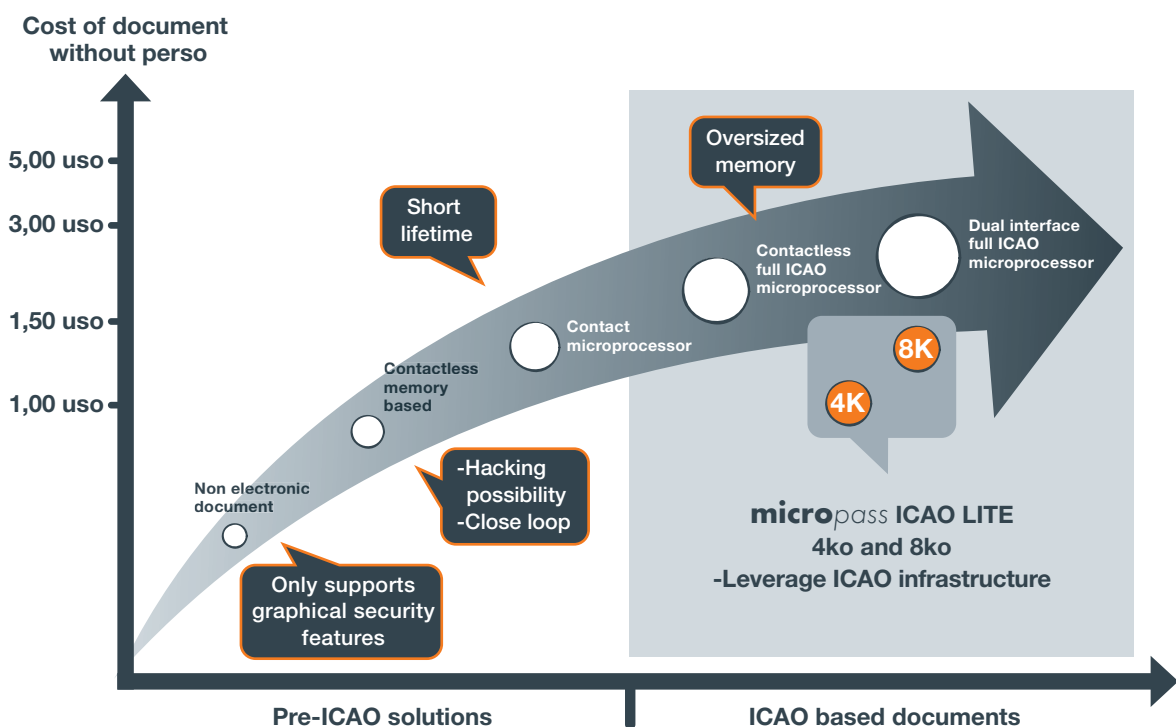 Cost of document
without perso
5,00 uso
3,00 uso
1,50 uso
1,00 uso
Oversized
memory
Short
lifetime
Dual interface
full ICAO
microprocessor
Contactless
full ICAO
microprocessor
Contact
microprocessor
Contactless
memory
based
8K
4K
Non electronic
document
-Hacking
possibility
-Close loop
Only supports
graphical security
features
micropass ICAO LITE
4ko and 8ko
-Leverage ICAO infrastructure
Pre-ICAO solutions
ICAO based documents